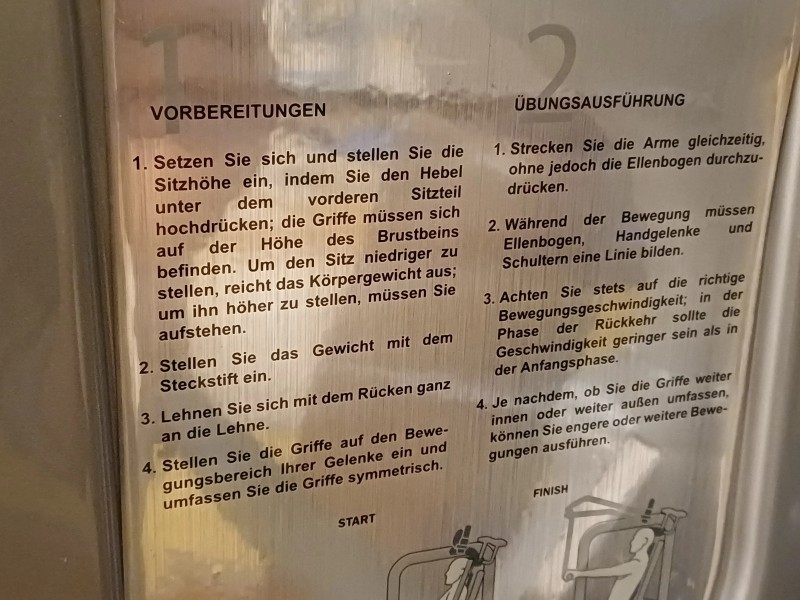 1
VORBEREITUNGEN
1. Setzen Sie sich und stellen Sie die
Sitzhöhe ein, indem Sie den Hebel
unter dem vorderen Sitzteil
hochdrücken; die Griffe müssen sich
auf der Höhe des Brustbeins
befinden. Um den Sitz niedriger zu
stellen, reicht das Körpergewicht aus;
um ihn höher zu stellen, müssen Sie
aufstehen.
2. Stellen Sie das Gewicht mit dem
Steckstift ein.
3. Lehnen Sie sich mit dem Rücken ganz
an die Lehne.
4. Stellen Sie die Griffe auf den Bewe-
gungsbereich Ihrer Gelenke ein und
umfassen Sie die Griffe symmetrisch.
START
2
ÜBUNGSAUSFÜHRUNG
1. Strecken Sie die Arme gleichzeitig,
ohne jedoch die Ellenbogen durchzu-
drücken.
2. Während der Bewegung müssen
Ellenbogen, Handgelenke und
Schultern eine Linie bilden.
3. Achten Sie stets auf die richtige
Bewegungsgeschwindigkeit; in der
Phase der Rückkehr sollte die
Geschwindigkeit geringer sein als in
der Anfangsphase.
4. Je nachdem, ob Sie die Griffe weiter
innen oder weiter außen umfassen,
können Sie engere oder weitere Bewe-
gungen ausführen.
FINISH